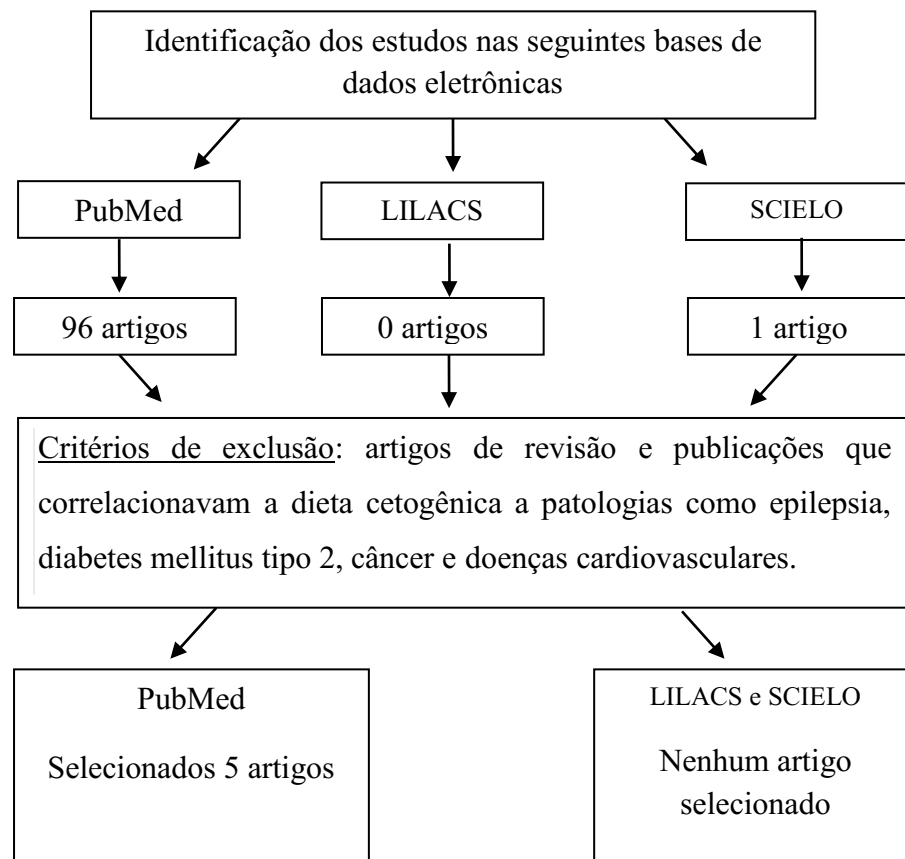 Identificação dos estudos nas seguintes bases de
dados eletrônicas
PubMed
LILACS
SCIELO
96 artigos
0 artigos
1 artigo
Critérios de exclusão: artigos de revisão e publicações que
correlacionavam a dieta cetogênica a patologias como epilepsia,
diabetes mellitus tipo 2, câncer e doenças cardiovasculares.
PubMed
Selecionados 5 artigos
LILACS e SCIELO
Nenhum artigo
selecionado